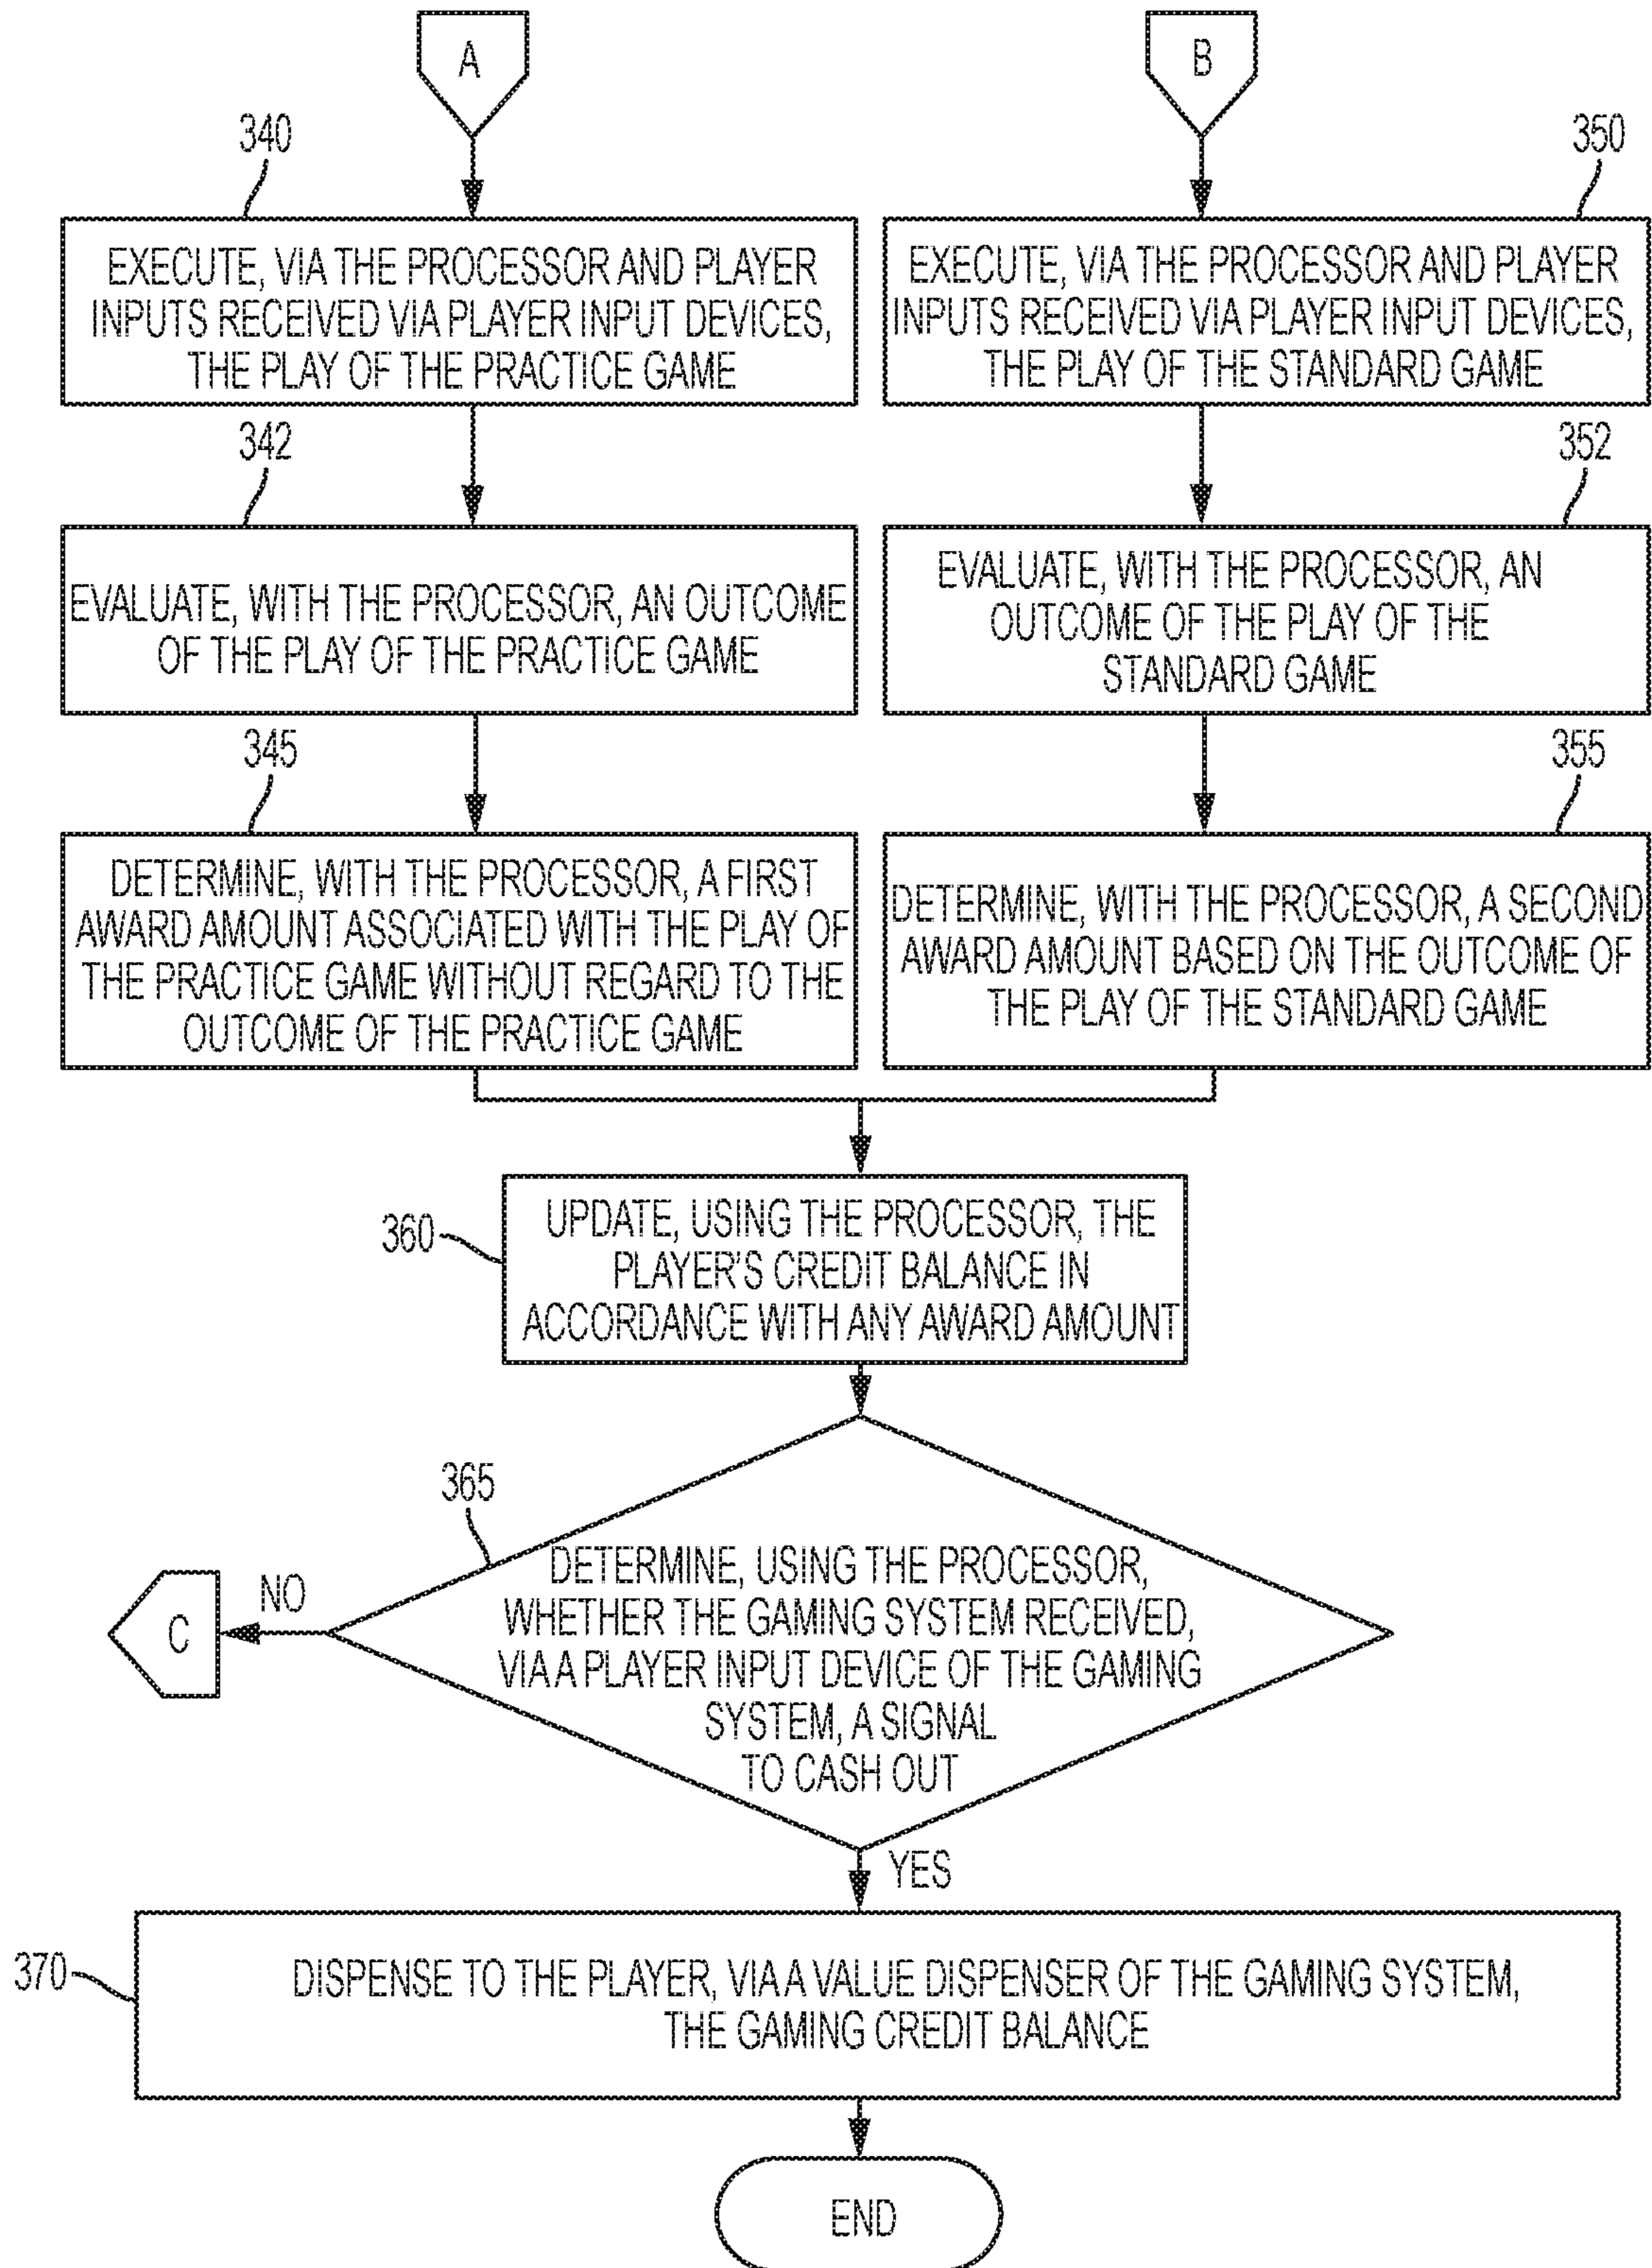 A
B
340
350
EXECUTE, VIA THE PROCESSOR AND PLAYER
INPUTS RECEIVED VIA PLAYER INPUT DEVICES,
THE PLAY OF THE PRACTICE GAME
EXECUTE, VIA THE PROCESSOR AND PLAYER
INPUTS RECEIVED VIA PLAYER INPUT DEVICES,
THE PLAY OF THE STANDARD GAME
342
352
EVALUATE, WITH THE PROCESSOR, AN OUTCOME
OF THE PLAY OF THE PRACTICE GAME
EVALUATE, WITH THE PROCESSOR, AN
OUTCOME OF THE PLAY OF THE
STANDARD GAME
345
355
DETERMINE, WITH THE PROCESSOR, A FIRST
AWARD AMOUNT ASSOCIATED WITH THE PLAY OF
THE PRACTICE GAME WITHOUT REGARD TO THE
OUTCOME OF THE PRACTICE GAME
DETERMINE, WITH THE PROCESSOR, A SECOND
AWARD AMOUNT BASED ON THE OUTCOME OF
THE PLAY OF THE STANDARD GAME
360
UPDATE, USING THE PROCESSOR, THE
PLAYER'S CREDIT BALANCE IN
ACCORDANCE WITH ANY AWARD AMOUNT
365
DETERMINE, USING THE PROCESSOR,
WHETHER THE GAMING SYSTEM RECEIVED,
VIA A PLAYER INPUT DEVICE OF THE GAMING
SYSTEM, A SIGNAL
TO CASH OUT
NO
C
YES
370
DISPENSE TO THE PLAYER, VIA A VALUE DISPENSER OF THE GAMING SYSTEM,
THE GAMING CREDIT BALANCE
END